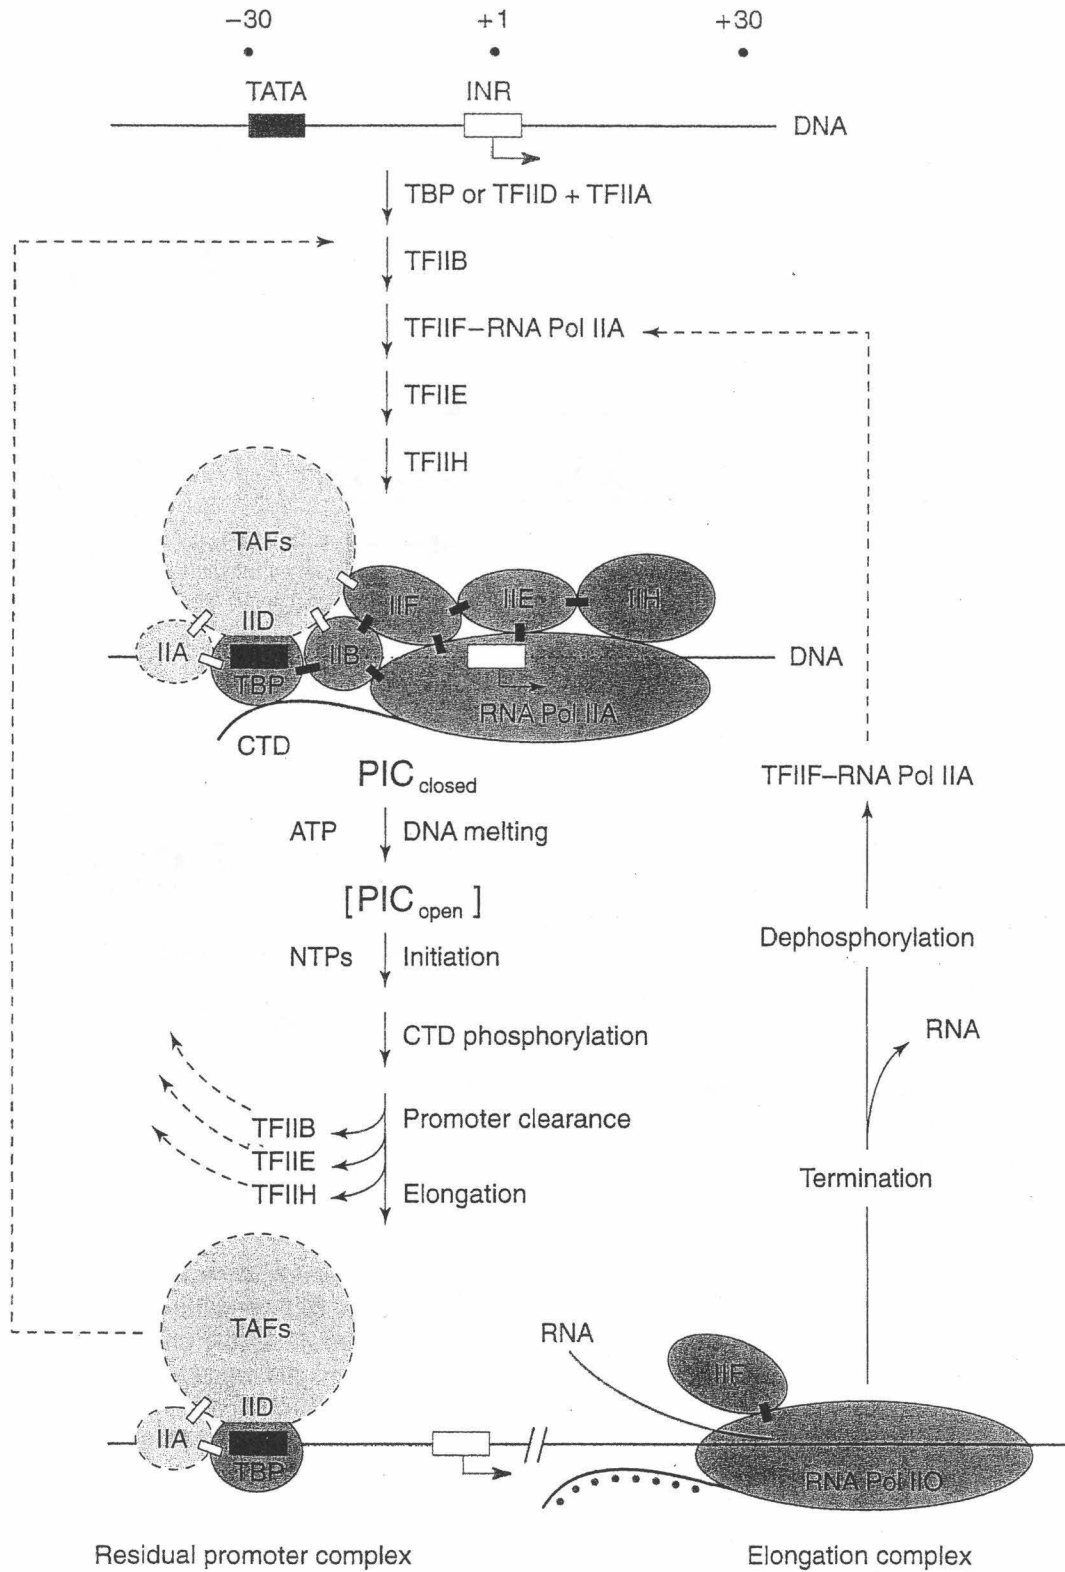 −30 +1 +30
TATA INR
DNA
TBP or TFIID + TFIIA
TFIIB
TFIIF–RNA Pol IIA
TFIIE
TFIIH
TAFs
IIF IIE IIH
IID
IIA IIB DNA
TBP
RNA Pol IIA
CTD
PIC closed
TFIIF–RNA Pol IIA
ATP DNA melting
[PIC open ]
Dephosphorylation
NTPs Initiation
RNA
CTD phosphorylation
Promoter clearance
TFIIB
TFIIE
Termination
TFIIH Elongation
TAFs
RNA
IIF
IID
IIA
TBP
RNA Pol IIO
Residual promoter complex Elongation complex